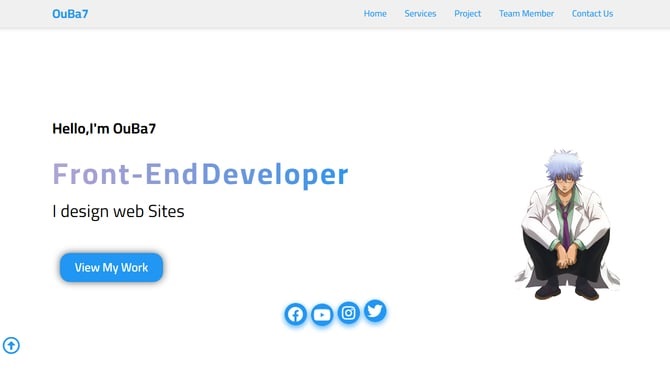 OuBa7
Home Services Project Team Member Contact Us
Hello,I'm OuBa7
Front-EndDeveloper
I design web Sites
View My Work